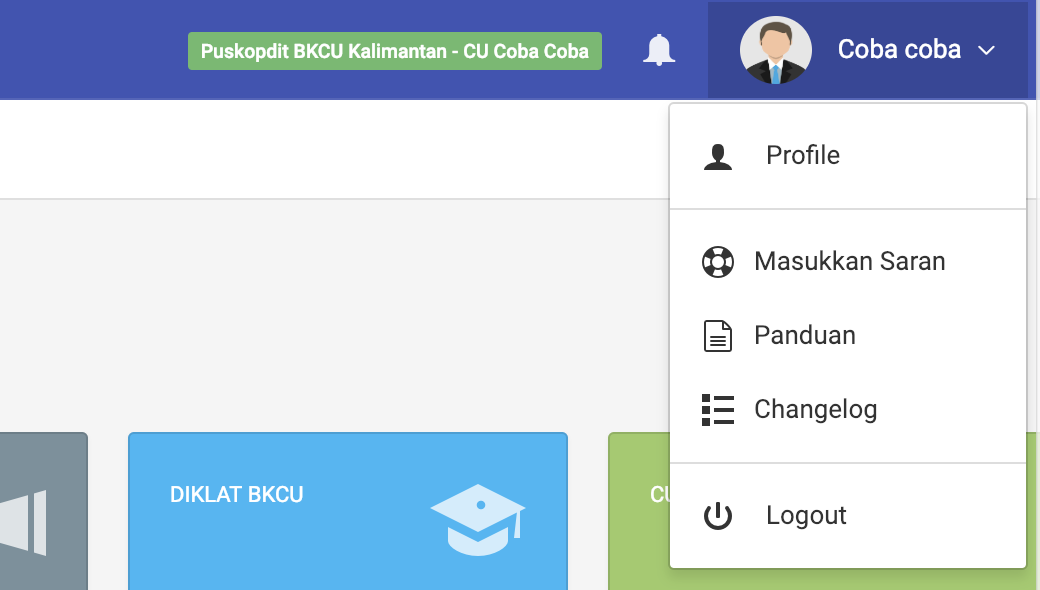 Puskopdit BKCU Kalimantan - CU Coba Coba
Coba coba
Profile
Masukkan Saran
Panduan
Changelog
Logout
DIKLAT BKCU
CU